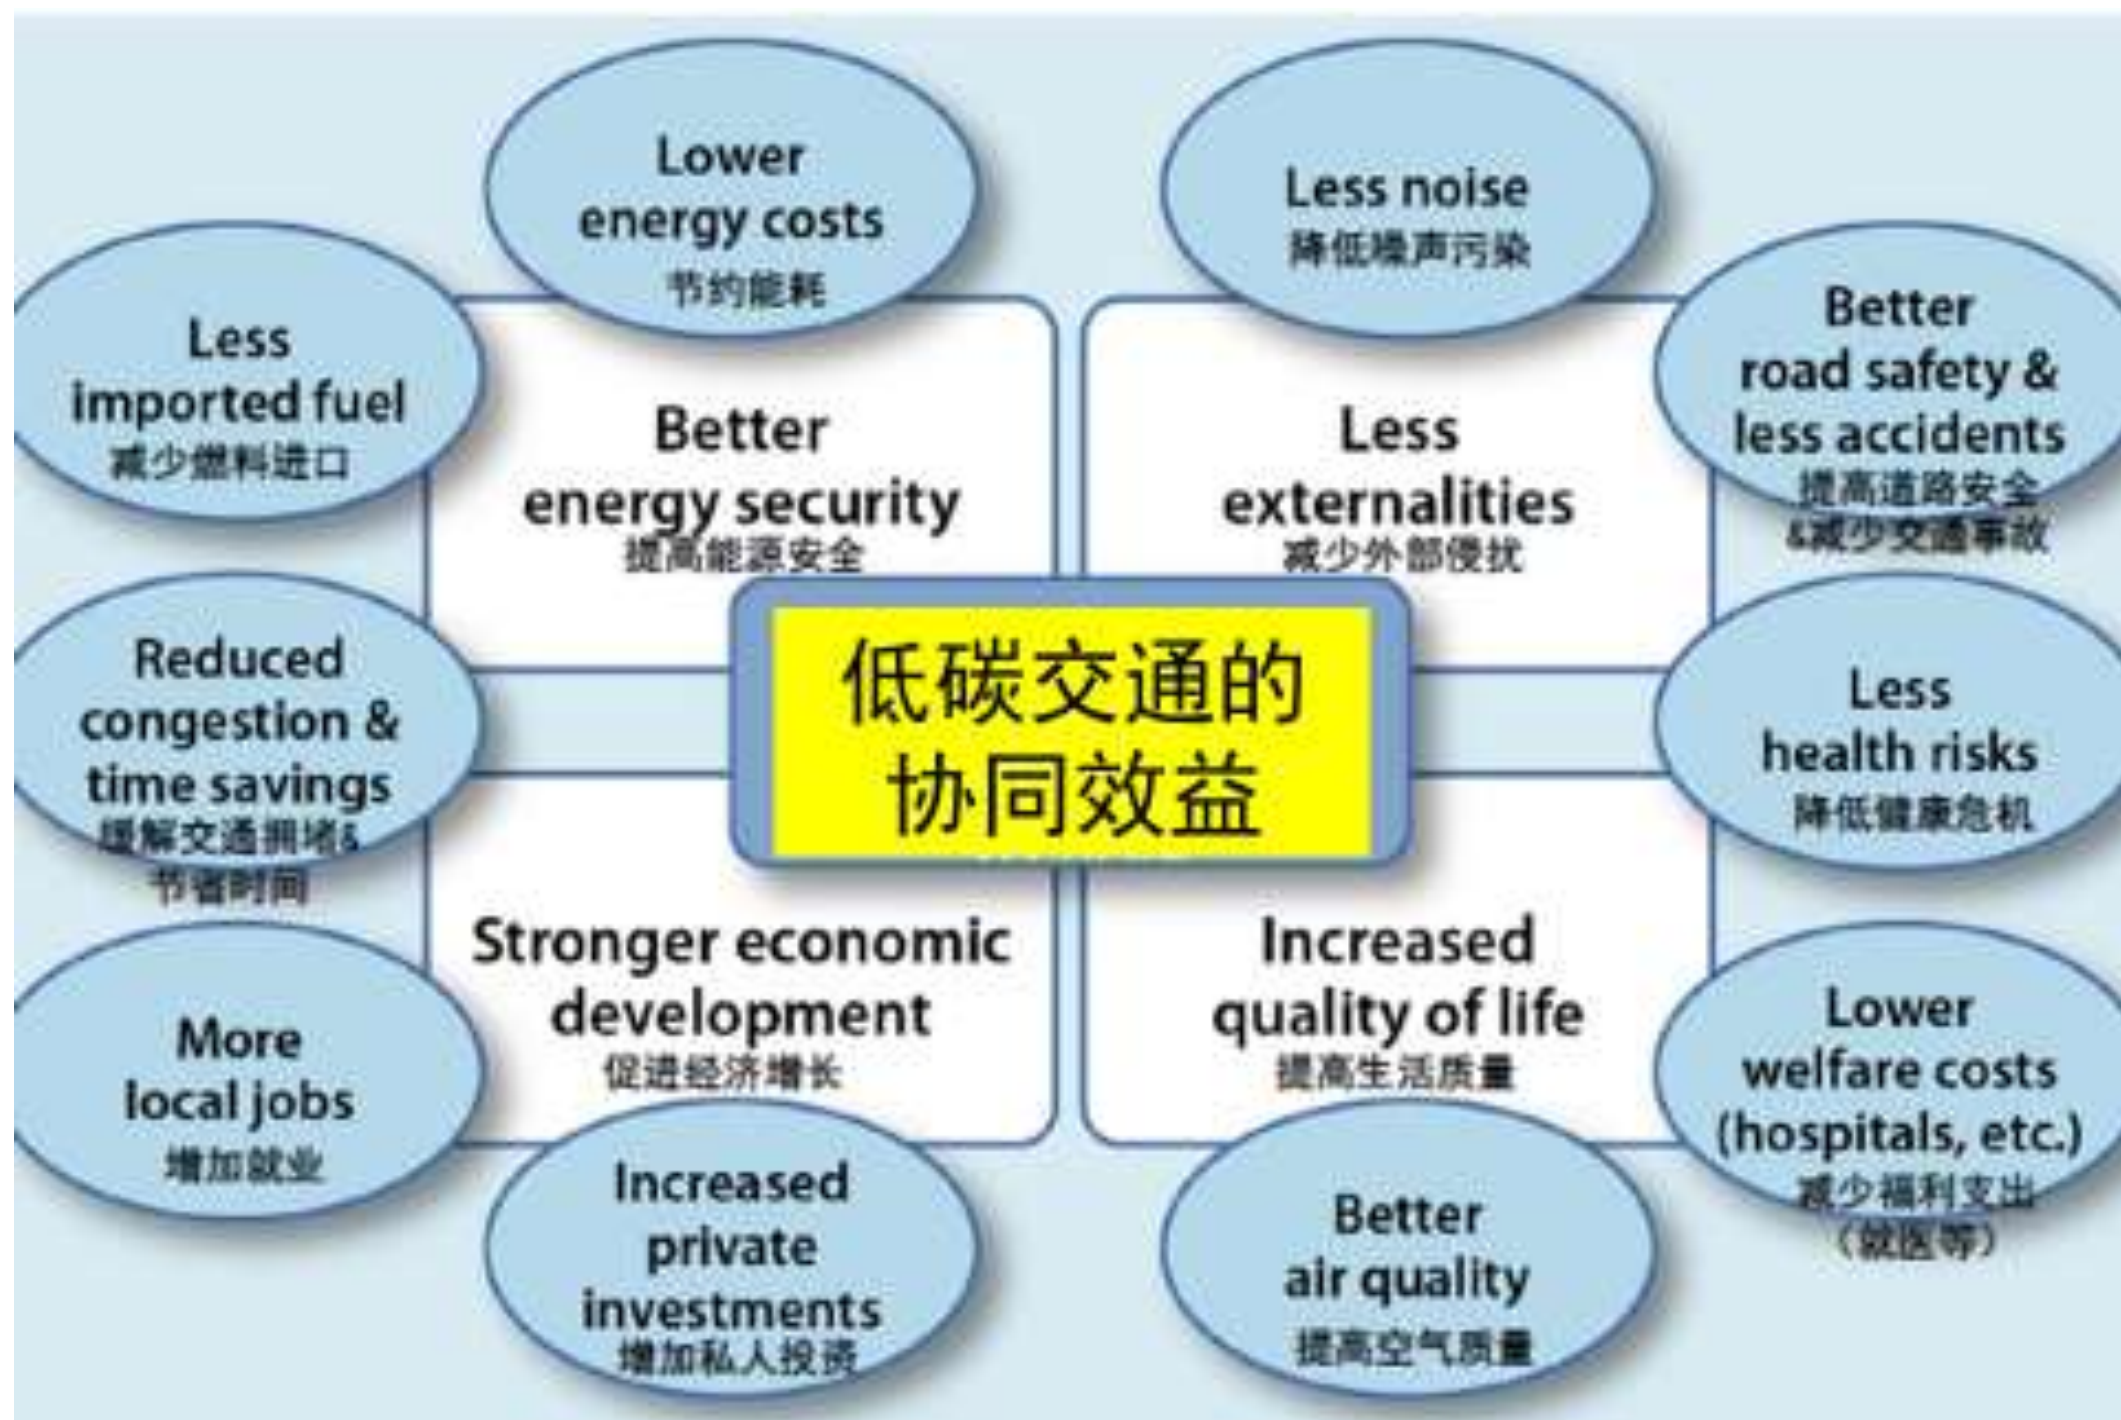 Lower
energy costs
节约能耗
Less noise
降低噪声污染
Less
imported fuel
减少燃料进口
Better
energy security
提高能源安全
Less
externalities
减少外部侵扰
Better
road safety &
less accidents
提高道路安全
&减少交通事故
Reduced
congestion &
time savings
缓解交通拥堵&
节省时间
低碳交通的
协同效益
Less
health risks
降低健康危机
More
local jobs
增加就业
Stronger economic
development
促进经济增长
Increased
quality of life
提高生活质量
Lower
welfare costs
(hospitals, etc.)
减少福利支出
（就医等）
Increased
private
investments
增加私人投资
Better
air quality
提高空气质量